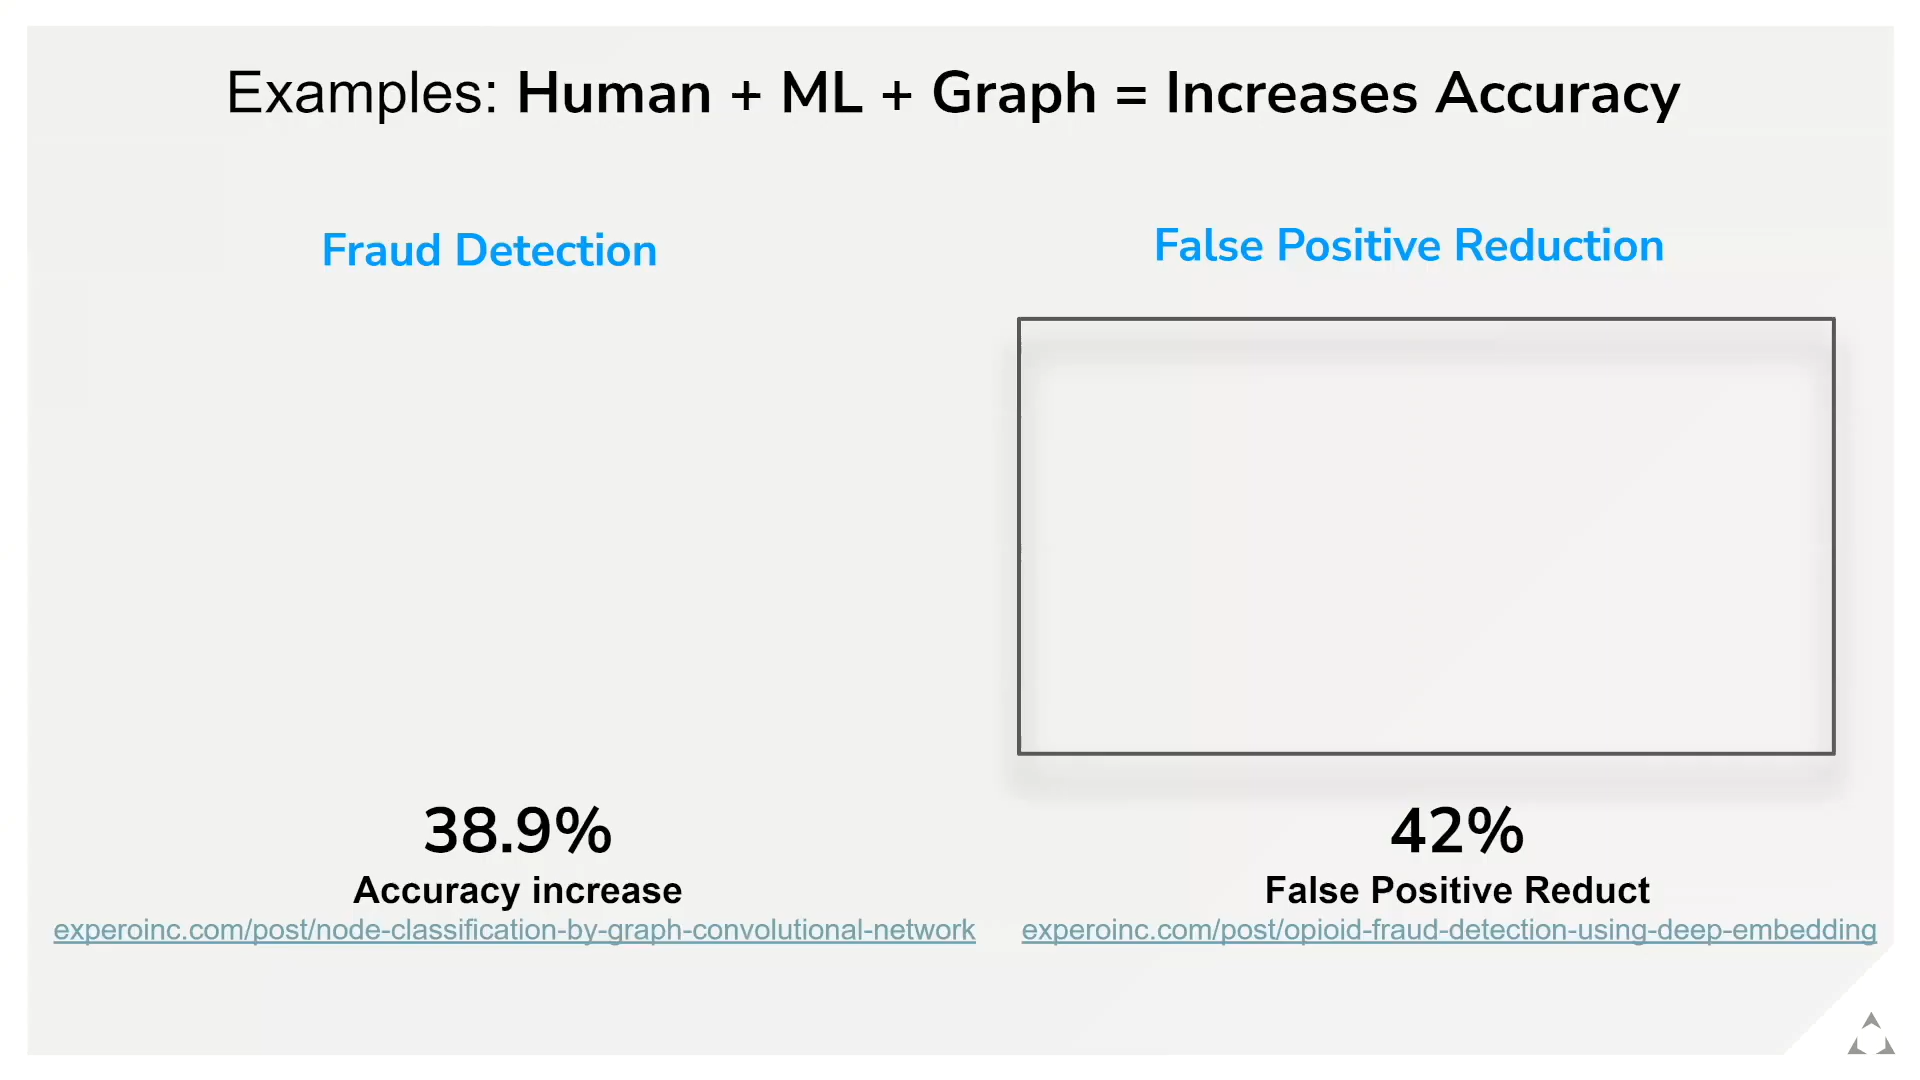 Examples: Human + ML + Graph = Increases Accuracy
Fraud Detection
False Positive Reduction
38.9%
Accuracy increase
experoinc.com/post/node-classification-by-graph-convolutional-network
42%
False Positive Reduct
experoinc.com/post/opioid-fraud-detection-using-deep-embedding